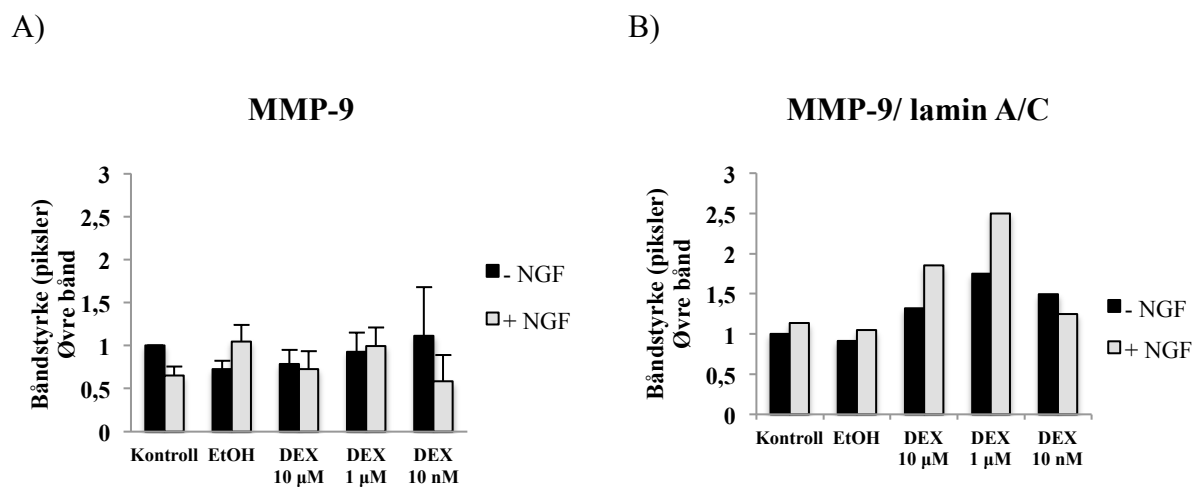 A)
MMP-9
Båndstyrke (piksler)
Øvre bånd
3
2,5
2
1,5
1
0,5
0
Kontroll EtOH DEX 10 µM DEX 1 µM DEX 10 nM
- NGF
+ NGF
B)
MMP-9/ lamin A/C
Båndstyrke (piksler)
Øvre bånd
3
2,5
2
1,5
1
0,5
0
Kontroll EtOH DEX 10 µM DEX 1 µM DEX 10 nM
- NGF
+ NGF